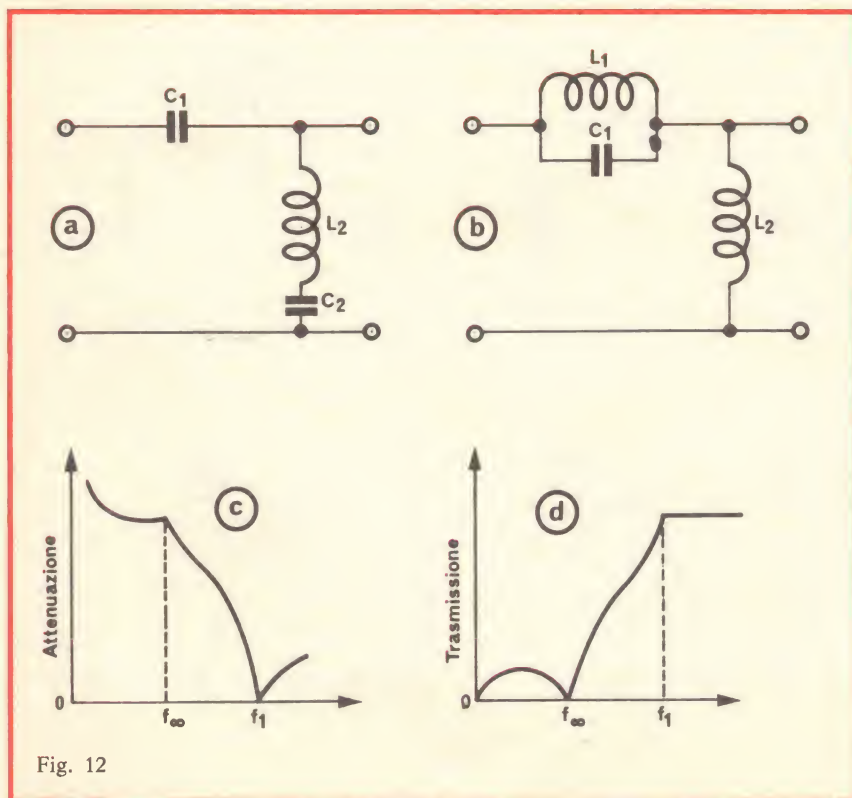 C1
L2
C2
a
L1
C1
L2
b
Attenuazione
c
0
f∞
f1
Trasmissione
d
0
f∞
f1
Fig. 12